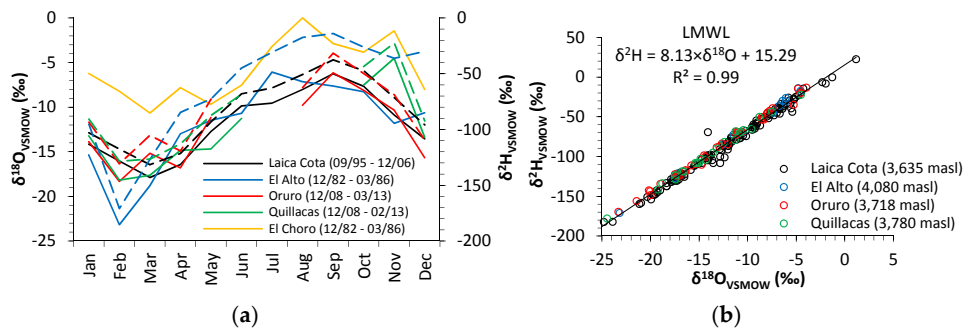 0
-5
-10
-15
-20
-25
δ18OVSMOW (‰)
0
-50
-100
-150
-200
δ2HVSMOW (‰)
Laica Cota (09/95 - 12/06)
El Alto (12/82 - 03/86)
Oruro (12/08 - 03/13)
Quillacas (12/08 - 02/13)
El Choro (12/82 - 03/86)
Jan Feb Mar Apr May Jun Jul Aug Sep Oct Nov Dec
(a)
LMWL
δ2H = 8.13×δ18O + 15.29
R² = 0.99
50
0
-50
-100
-150
-200
δ2HVSMOW (‰)
Laica Cota (3,635 masl)
El Alto (4,080 masl)
Oruro (3,718 masl)
Quillacas (3,780 masl)
-25 -20 -15 -10 -5 0 5
δ18OVSMOW (‰)
(b)